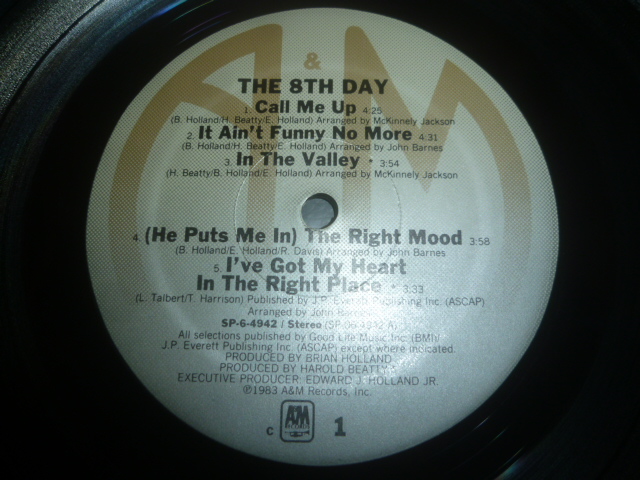 &
A M
THE 8TH DAY
1. Call Me Up 4:25
(B. Holland/H. Beatty/E. Holland) Arranged by McKinnely Jackson
2. It Ain't Funny No More 4:31
(B. Holland/H. Beatty/E. Holland) Arranged by John Barnes
3. In The Valley • 3:54
(H. Beatty/B. Holland/E. Holland) Arranged by McKinnely Jackson
4. (He Puts Me In) The Right Mood 3:58
(B. Holland/E. Holland/R. Davis) Arranged by John Barnes
5. I've Got My Heart
In The Right Place • 3:33
(L. Talbert/T. Harrison) Published by J.P. Everett Publishing Inc. (ASCAP)
Arranged by John Barnes
SP-6-4942 / Stereo (SP-06-4942 A)
All selections published by Good Life Music Inc. (BMI)/
J.P. Everett Publishing Inc. (ASCAP) except where indicated.
PRODUCED BY BRIAN HOLLAND
PRODUCED BY HAROLD BEATTY
EXECUTIVE PRODUCER: EDWARD J. HOLLAND JR.
℗1983 A&M Records, Inc.
A&M
C 1